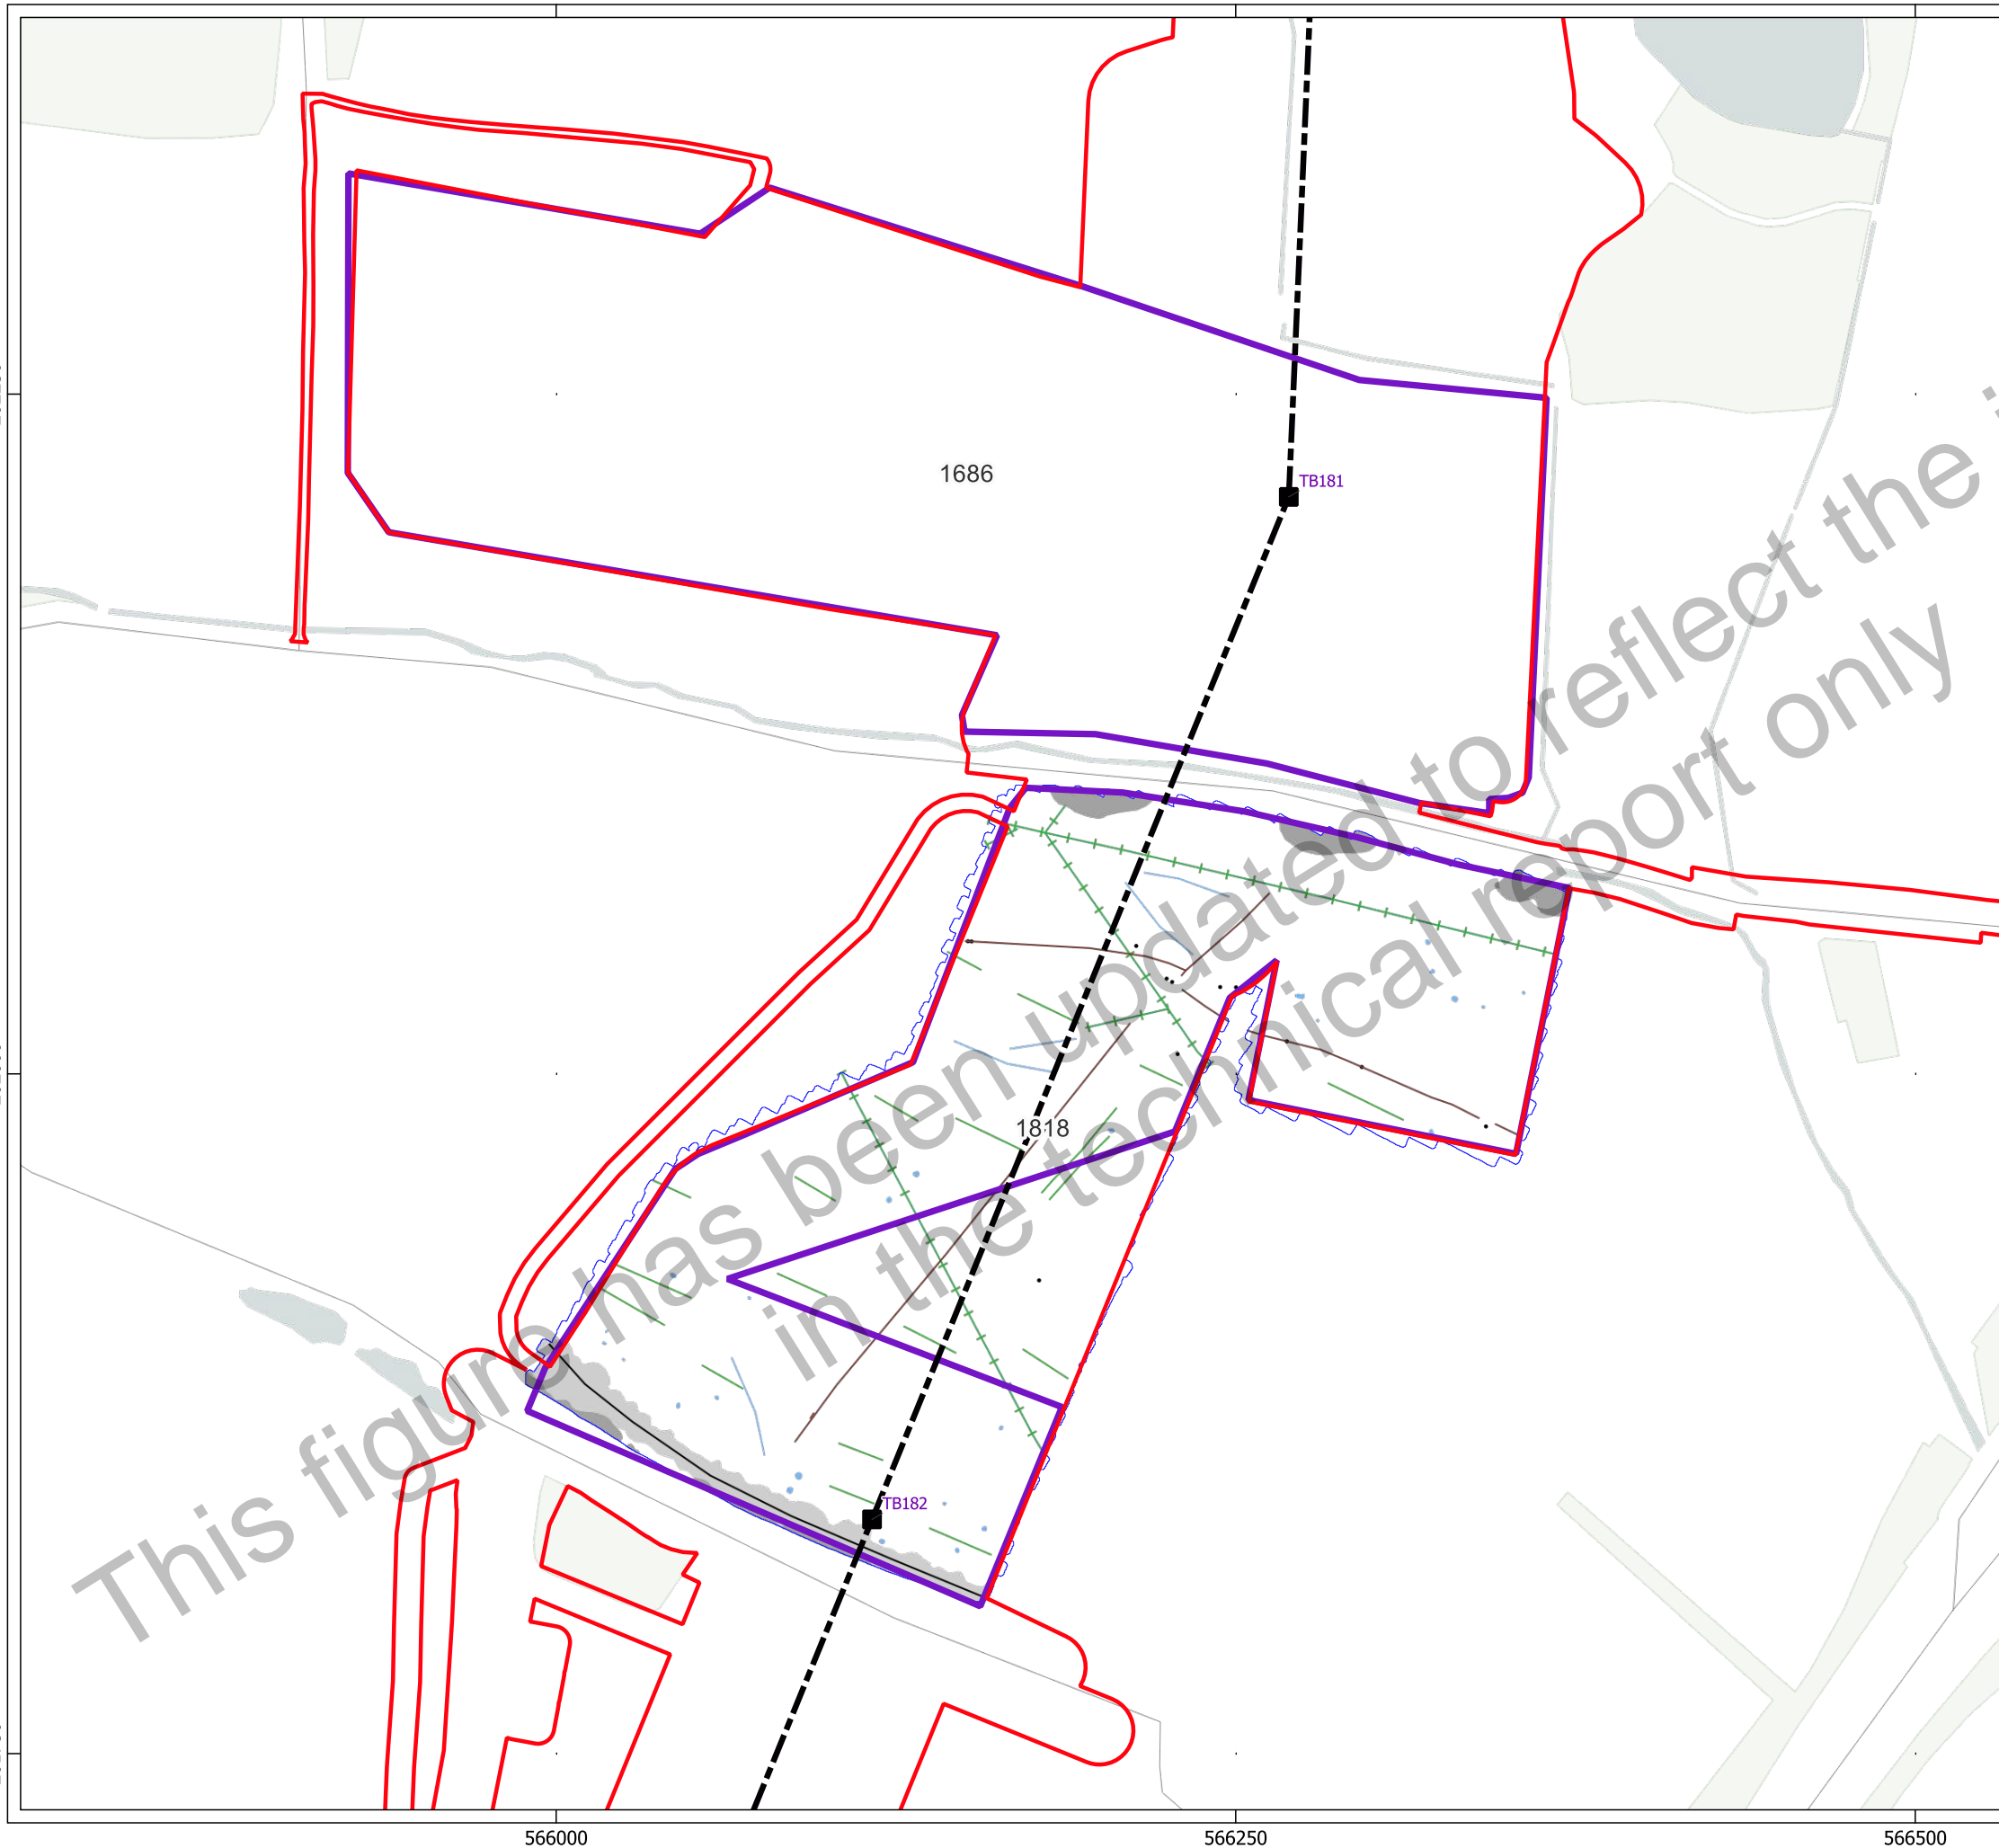 1686
TB181
1818
TB182
This figure has been updated to reflect the
in the technical report only
566000
566250
566500